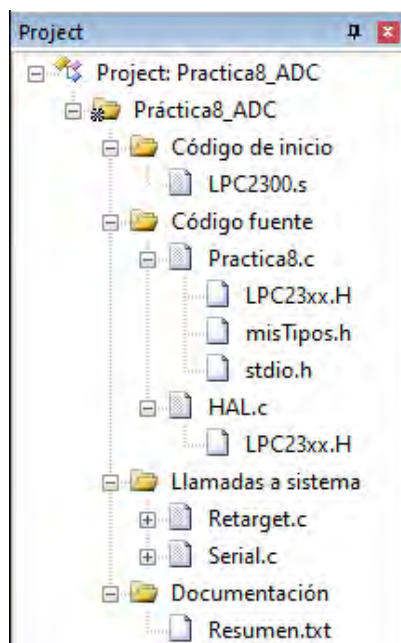 Project
Project: Practica8_ADC
Práctica8_ADC
Código de inicio
LPC2300.s
Código fuente
Practica8.c
LPC23xx.H
misTipos.h
stdio.h
HAL.c
LPC23xx.H
Llamadas a sistema
Retarget.c
Serial.c
Documentación
Resumen.txt